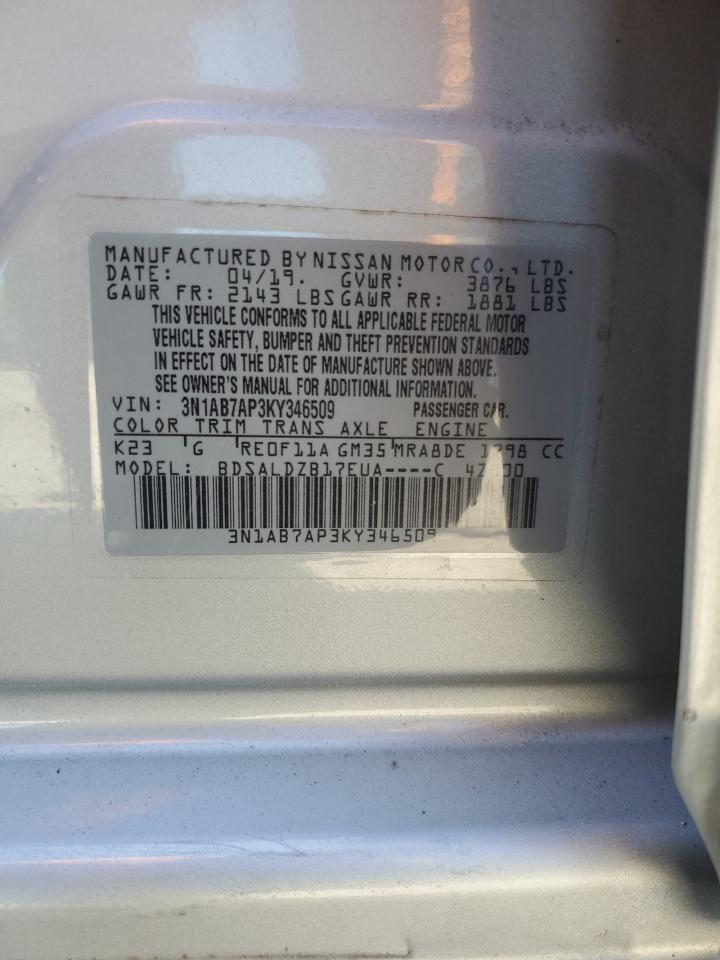 MANUFACTURED BY NISSAN MOTOR CO., LTD.
DATE: 04/19. GVWR: 3876 LBS
GAWR FR: 2143 LBS GAWR RR: 1881 LBS
THIS VEHICLE CONFORMS TO ALL APPLICABLE FEDERAL MOTOR
VEHICLE SAFETY, BUMPER AND THEFT PREVENTION STANDARDS
IN EFFECT ON THE DATE OF MANUFACTURE SHOWN ABOVE.
SEE OWNER'S MANUAL FOR ADDITIONAL INFORMATION.
VIN: 3N1AB7AP3KY346509 PASSENGER CAR.
COLOR TRIM TRANS AXLE ENGINE
K23 G RE0F11A GM35 MRA8DE 1798 CC
MODEL: BDSALDZB17EUA----C
3N1AB7AP3KY346509